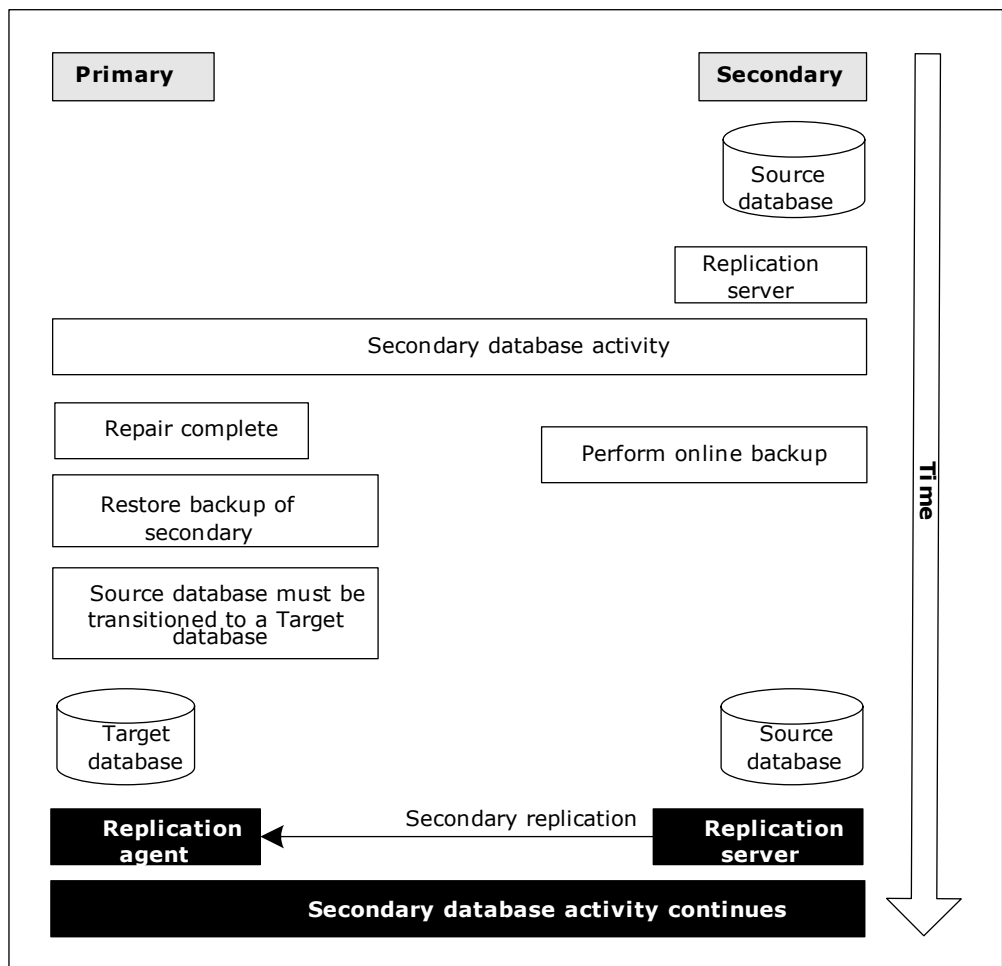 Primary
Secondary
Source
database
Replication
server
Secondary database activity
Repair complete
Perform online backup
Time
Restore backup of
secondary
Source database must be
transitioned to a Target
database
Target
database
Source
database
Secondary replication
Replication
agent
Replication
server
Secondary database activity continues